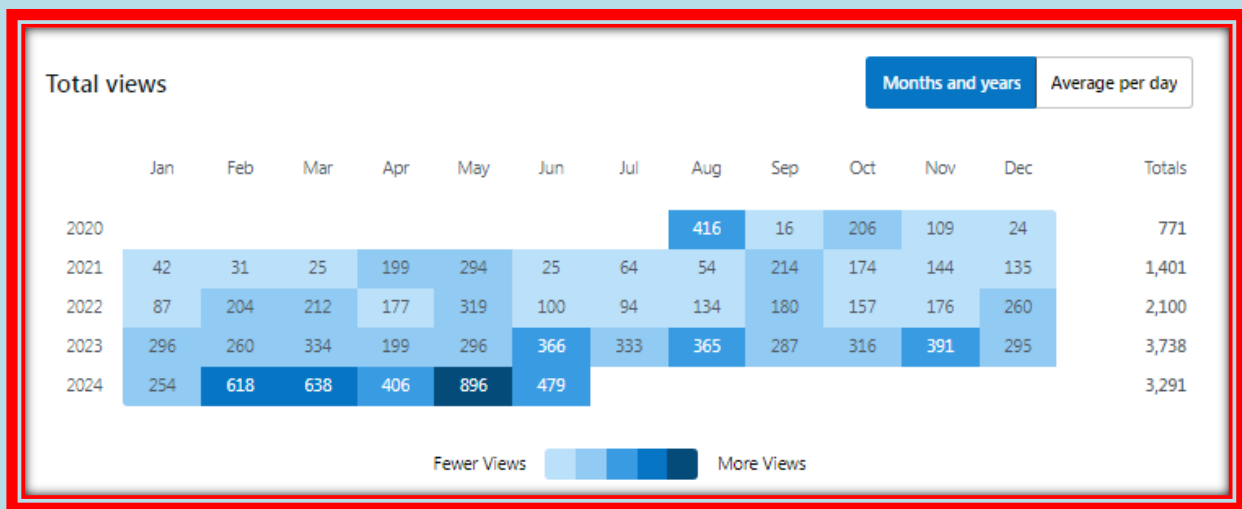 Total views Months and years Average per day
Jan Feb Mar Apr May Jun Jul Aug Sep Oct Nov Dec Totals
2020 416 16 206 109 24 771
2021 42 31 25 199 294 25 64 54 214 174 144 135 1,401
2022 87 204 212 177 319 100 94 134 180 157 176 260 2,100
2023 296 260 334 199 296 366 333 365 287 316 391 295 3,738
2024 254 618 638 406 896 479 3,291
Fewer Views More Views